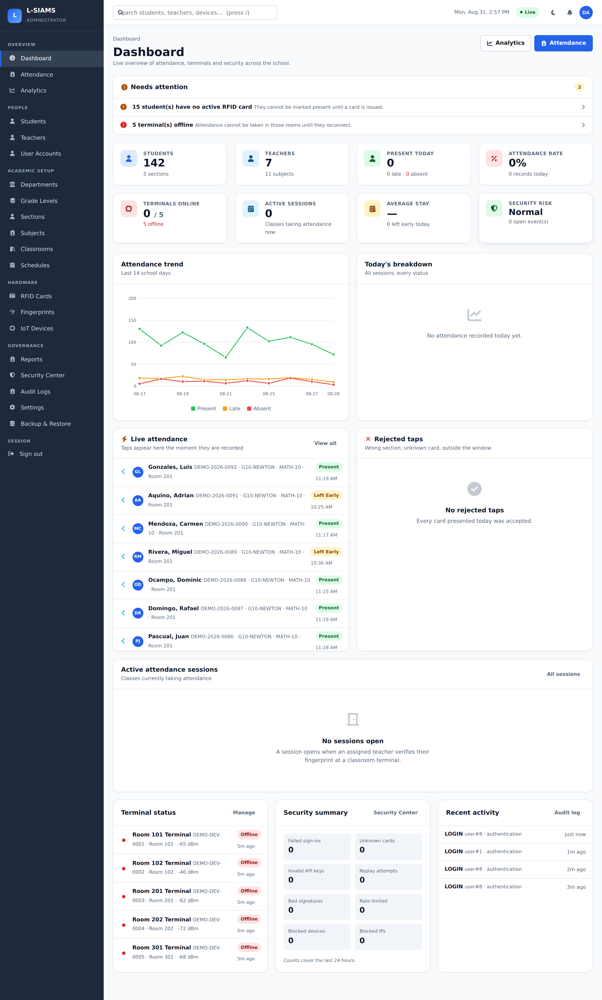 L
L-SIAMS
ADMINISTRATOR
OVERVIEW
Dashboard
Attendance
Analytics
PEOPLE
Students
Teachers
User Accounts
ACADEMIC SETUP
Departments
Grade Levels
Sections
Subjects
Classrooms
Schedules
HARDWARE
RFID Cards
Fingerprints
IoT Devices
GOVERNANCE
Reports
Security Center
Audit Logs
Settings
Backup & Restore
SESSION
Sign out
Search students, teachers, devices... (press /)
Mon, Aug 31, 2:57 PM
Live
DA
Dashboard
Dashboard
Live overview of attendance, terminals and security across the school.
Analytics
Attendance
Needs attention
2
15 student(s) have no active RFID card They cannot be marked present until a card is issued.
5 terminal(s) offline Attendance cannot be taken in those rooms until they reconnect.
STUDENTS
142
5 sections
TEACHERS
7
11 subjects
PRESENT TODAY
0
0 late · 0 absent
ATTENDANCE RATE
0%
0 records today
TERMINALS ONLINE
0 / 5
5 offline
ACTIVE SESSIONS
0
Classes taking attendance
now
AVERAGE STAY
—
0 left early today
SECURITY RISK
Normal
0 open event(s)
Attendance trend
Last 14 school days
200
150
100
50
0
08-17 08-19 08-21 08-25 08-27 08-28
Present Late Absent
Today's breakdown
All sessions, every status
No attendance recorded today yet.
Live attendance
Taps appear here the moment they are recorded
View all
GL
Gonzales, Luis DEMO-2026-0092 · G10-NEWTON · MATH-10 ·
Room 201
Present
11:19 AM
AA
Aquino, Adrian DEMO-2026-0091 · G10-NEWTON · MATH-10 ·
Room 201
Left Early
10:25 AM
MC
Mendoza, Carmen DEMO-2026-0090 · G10-NEWTON · MATH-
10 · Room 201
Present
11:17 AM
RM
Rivera, Miguel DEMO-2026-0089 · G10-NEWTON · MATH-10 ·
Room 201
Left Early
10:36 AM
OD
Ocampo, Dominic DEMO-2026-0088 · G10-NEWTON · MATH-10
· Room 201
Present
11:15 AM
DR
Domingo, Rafael DEMO-2026-0087 · G10-NEWTON · MATH-10
· Room 201
Present
11:19 AM
PJ
Pascual, Juan DEMO-2026-0086 · G10-NEWTON · MATH-10 ·
Room 201
Present
11:18 AM
Rejected taps
Wrong section, unknown card, outside the window
No rejected taps
Every card presented today was accepted.
Active attendance sessions
Classes currently taking attendance
All sessions
No sessions open
A session opens when an assigned teacher verifies their
fingerprint at a classroom terminal.
Terminal status
Manage
Room 101 Terminal DEMO-DEV-
0001 · Room 101 · -65 dBm
Offline
5m ago
Room 102 Terminal DEMO-DEV-
0002 · Room 102 · -46 dBm
Offline
5m ago
Room 201 Terminal DEMO-DEV-
0003 · Room 201 · -62 dBm
Offline
5m ago
Room 202 Terminal DEMO-DEV-
0004 · Room 202 · -72 dBm
Offline
5m ago
Room 301 Terminal DEMO-DEV-
0005 · Room 301 · -68 dBm
Offline
5m ago
Security summary
Security Center
Failed sign-ins
0
Unknown cards
0
Invalid API keys
0
Replay attempts
0
Bad signatures
0
Rate limited
0
Blocked devices
0
Blocked IPs
0
Counts cover the last 24 hours.
Recent activity
Audit log
LOGIN user#8 · authentication just now
LOGIN user#1 · authentication 1m ago
LOGIN user#8 · authentication 2m ago
LOGIN user#8 · authentication 3m ago